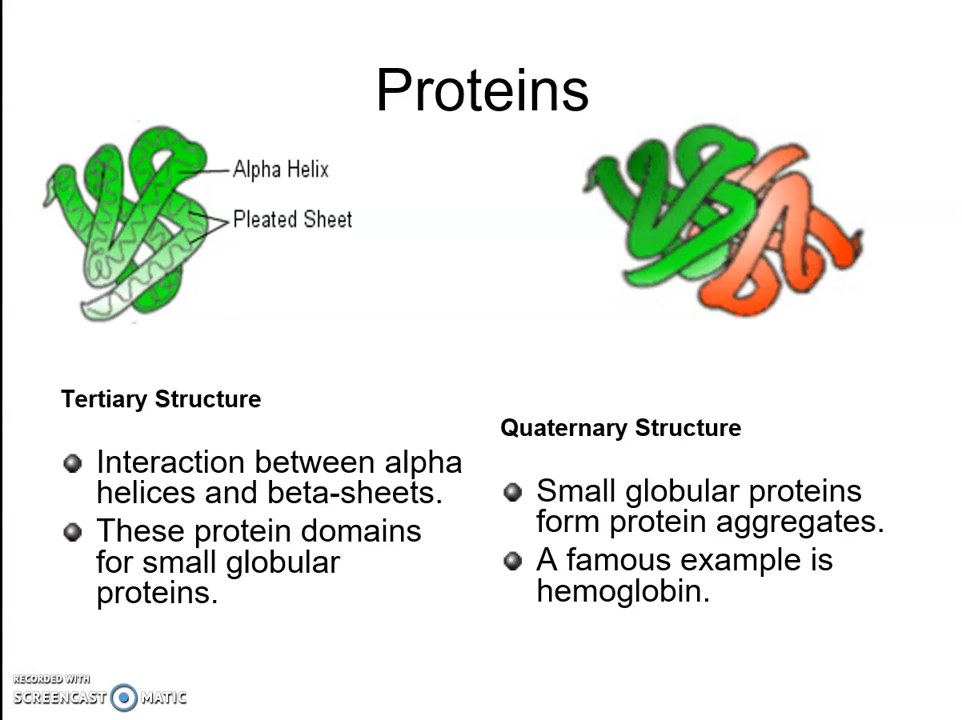 Proteins
Alpha Helix
Pleated Sheet
Tertiary Structure
Interaction between alpha
helices and beta-sheets.
These protein domains
for small globular
proteins.
Quaternary Structure
Small globular proteins
form protein aggregates.
A famous example is
hemoglobin.
RECORDED WITH
SCREENCAST MATIC